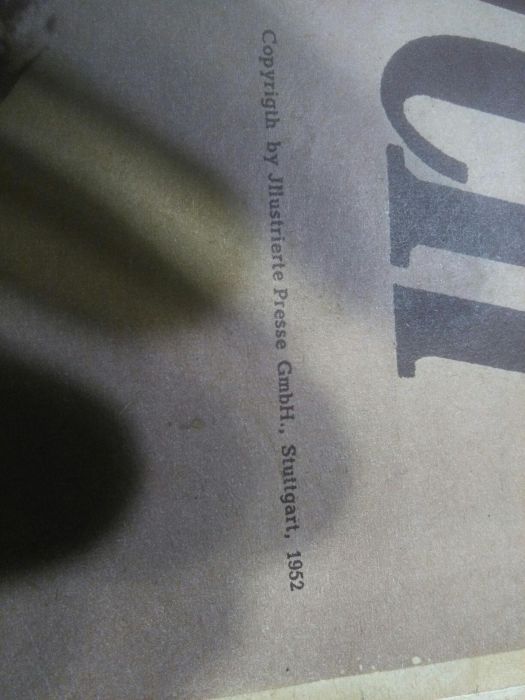 Copyrigth by Jllustrierte Presse GmbH., Stuttgart, 1952